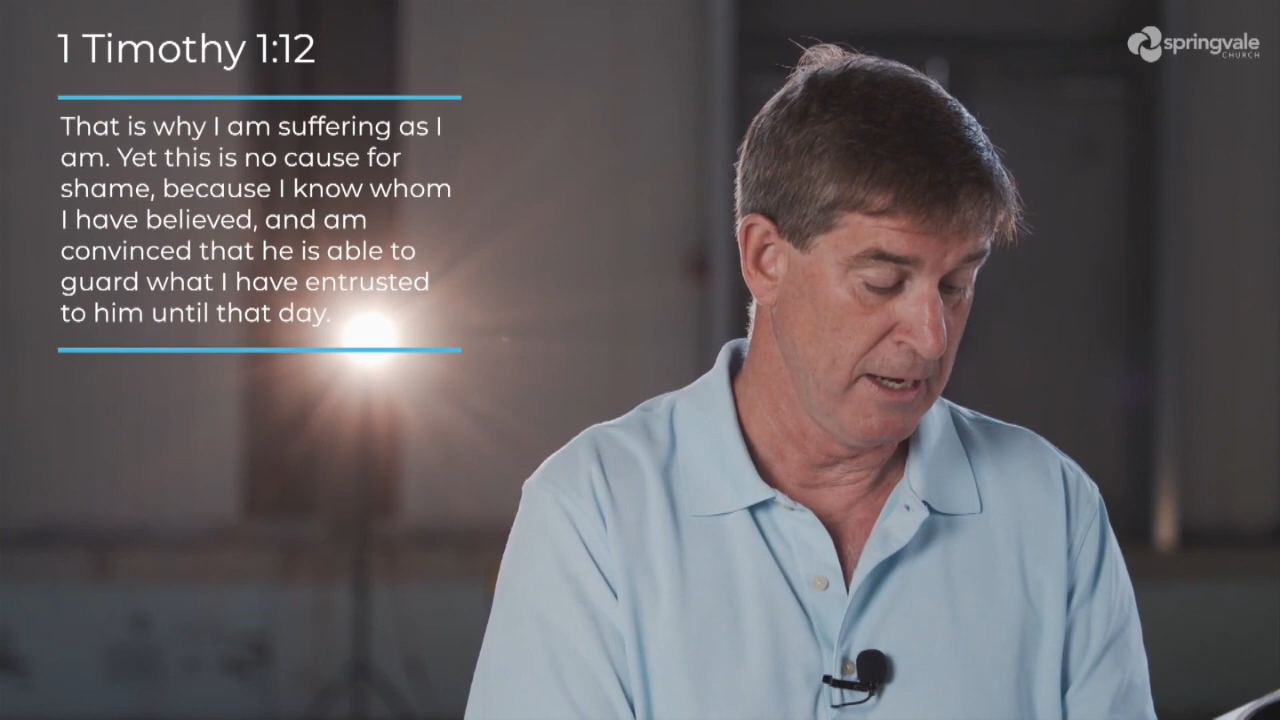 1 Timothy 1:12
springvale
CHURCH
That is why I am suffering as I
am. Yet this is no cause for
shame, because I know whom
I have believed, and am
convinced that he is able to
guard what I have entrusted
to him until that day.